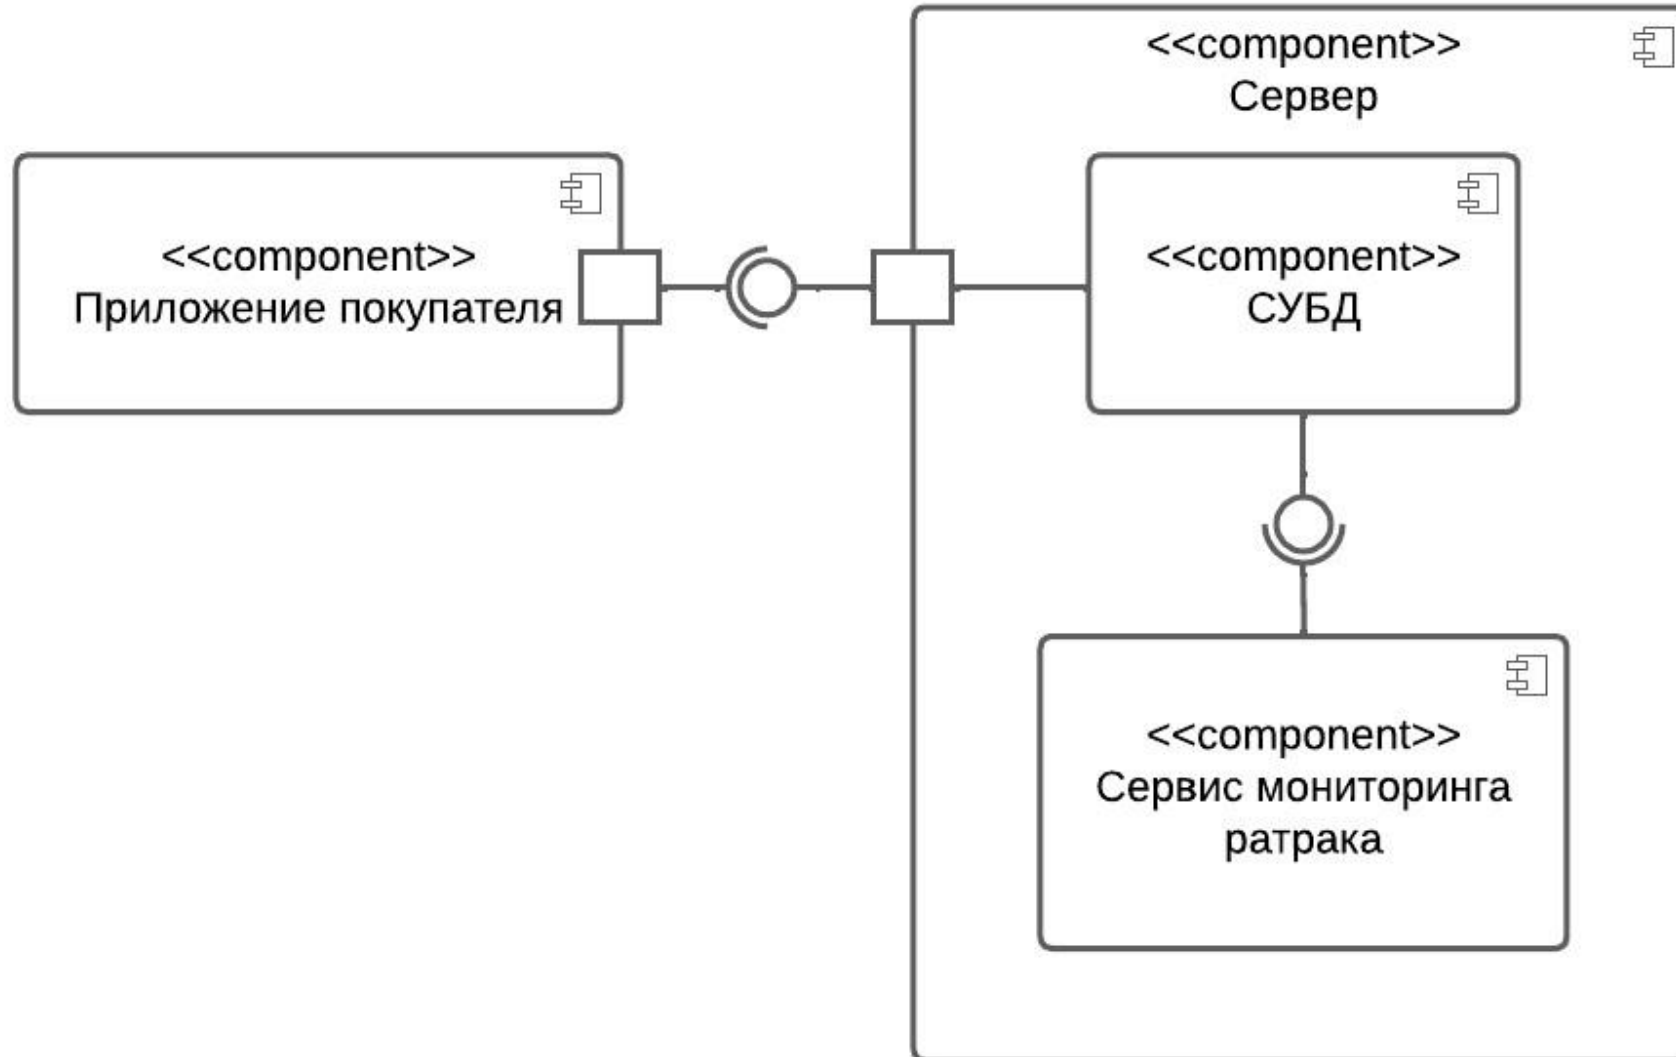 <<component>>
Сервер
<<component>>
Приложение покупателя
<<component>>
СУБД
<<component>>
Сервис мониторинга
ратрака